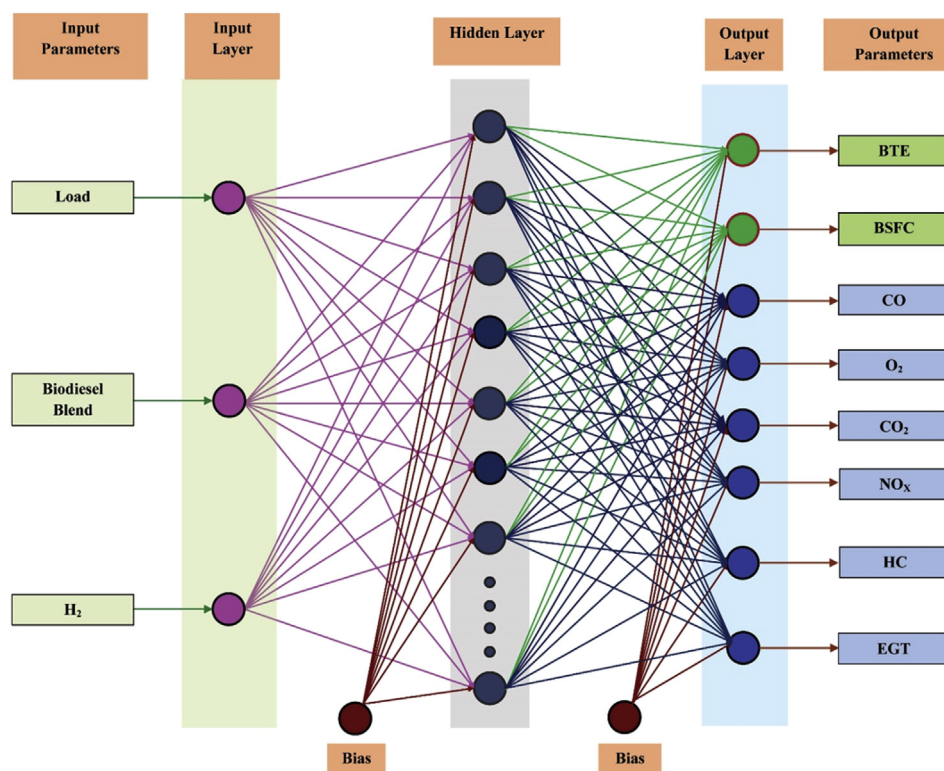 Input
Parameters
Input
Layer
Hidden Layer
Output
Layer
Output
Parameters
Load
Biodiesel
Blend
H₂
BTE
BSFC
CO
O₂
CO₂
NOₓ
HC
EGT
Bias
Bias